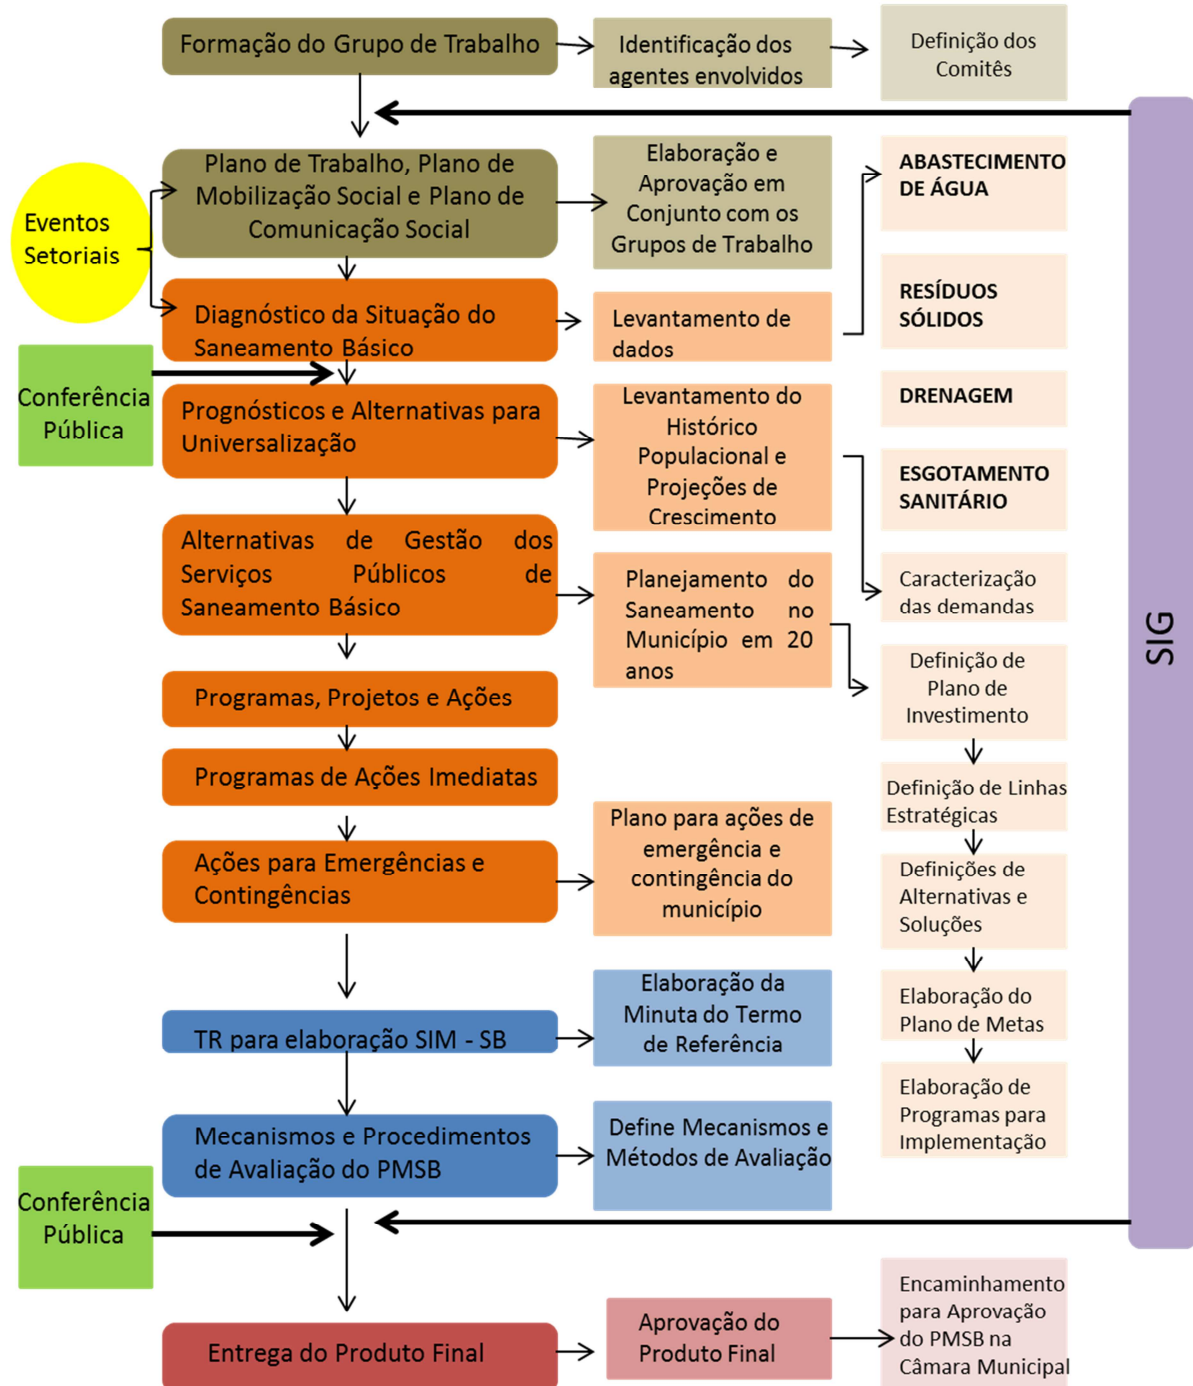 Formação do Grupo de Trabalho
Identificação dos
agentes envolvidos
Definição dos
Comitês
Plano de Trabalho, Plano de
Mobilização Social e Plano de
Comunicação Social
Elaboração e
Aprovação em
Conjunto com os
Grupos de Trabalho
ABASTECIMENTO
DE ÁGUA
Eventos
Setoriais
Diagnóstico da Situação do
Saneamento Básico
Levantamento de
dados
RESÍDUOS
SÓLIDOS
Conferência
Pública
Prognósticos e Alternativas para
Universalização
Levantamento do
Histórico
Populacional e
Projeções de
Crescimento
DRENAGEM
ESGOTAMENTO
SANITÁRIO
Alternativas de Gestão dos
Serviços Públicos de
Saneamento Básico
Planejamento do
Saneamento no
Município em 20
anos
Caracterização
das demandas
SIG
Definição de
Plano de
Investimento
Programas, Projetos e Ações
Programas de Ações Imediatas
Definição de Linhas
Estratégicas
Ações para Emergências e
Contingências
Plano para ações de
emergência e
contingência do
município
Definições de
Alternativas e
Soluções
TR para elaboração SIM - SB
Elaboração da
Minuta do Termo
de Referência
Elaboração do
Plano de Metas
Mecanismos e Procedimentos
de Avaliação do PMSB
Define Mecanismos e
Métodos de Avaliação
Elaboração de
Programas para
Implementação
Conferência
Pública
Entrega do Produto Final
Aprovação do
Produto Final
Encaminhamento
para Aprovação
do PMSB na
Câmara Municipal